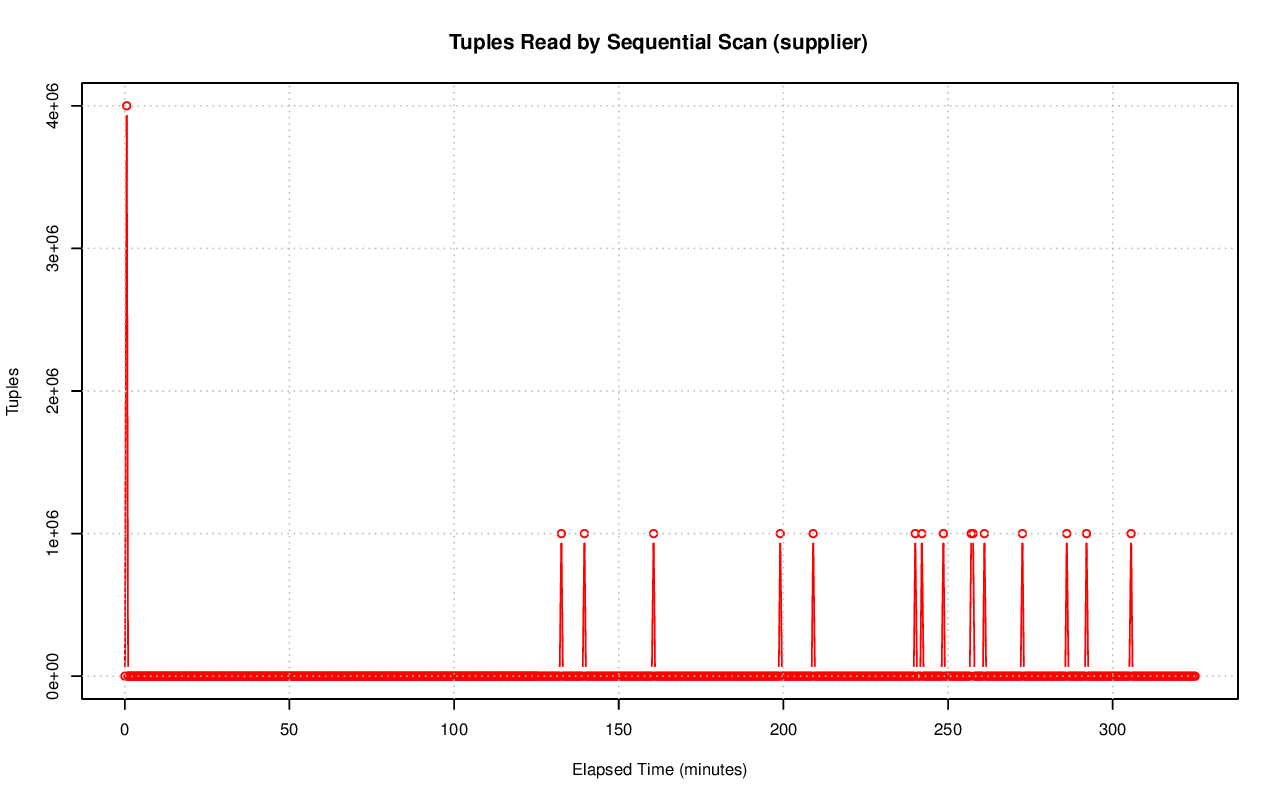 Tuples Read by Sequential Scan (supplier)
4e+06
3e+06
2e+06
1e+06
0e+00
Tuples
0 50 100 150 200 250 300
Elapsed Time (minutes)